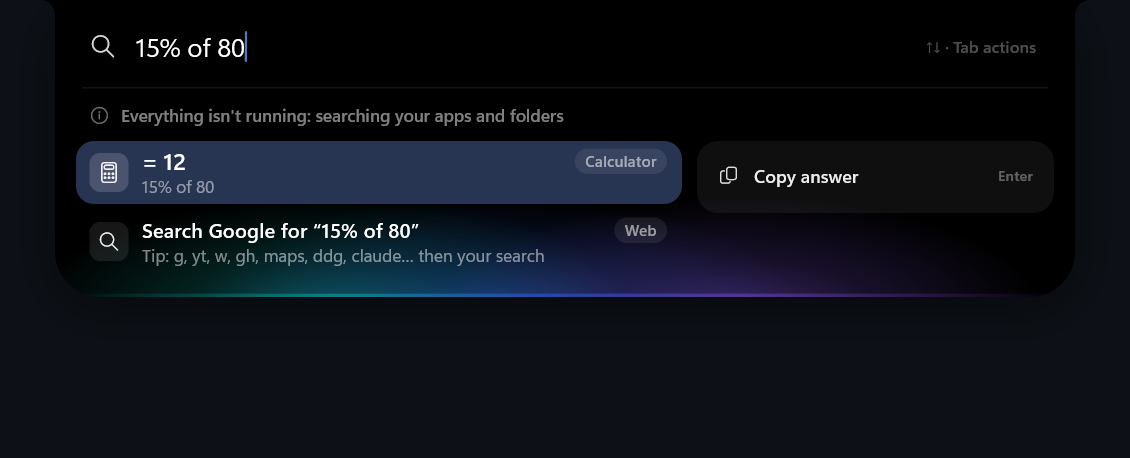 15% of 80
↑↓ · Tab actions
Everything isn't running: searching your apps and folders
= 12
Calculator
15% of 80
Copy answer
Enter
Search Google for “15% of 80”
Web
Tip: g, yt, w, gh, maps, ddg, claude... then your search